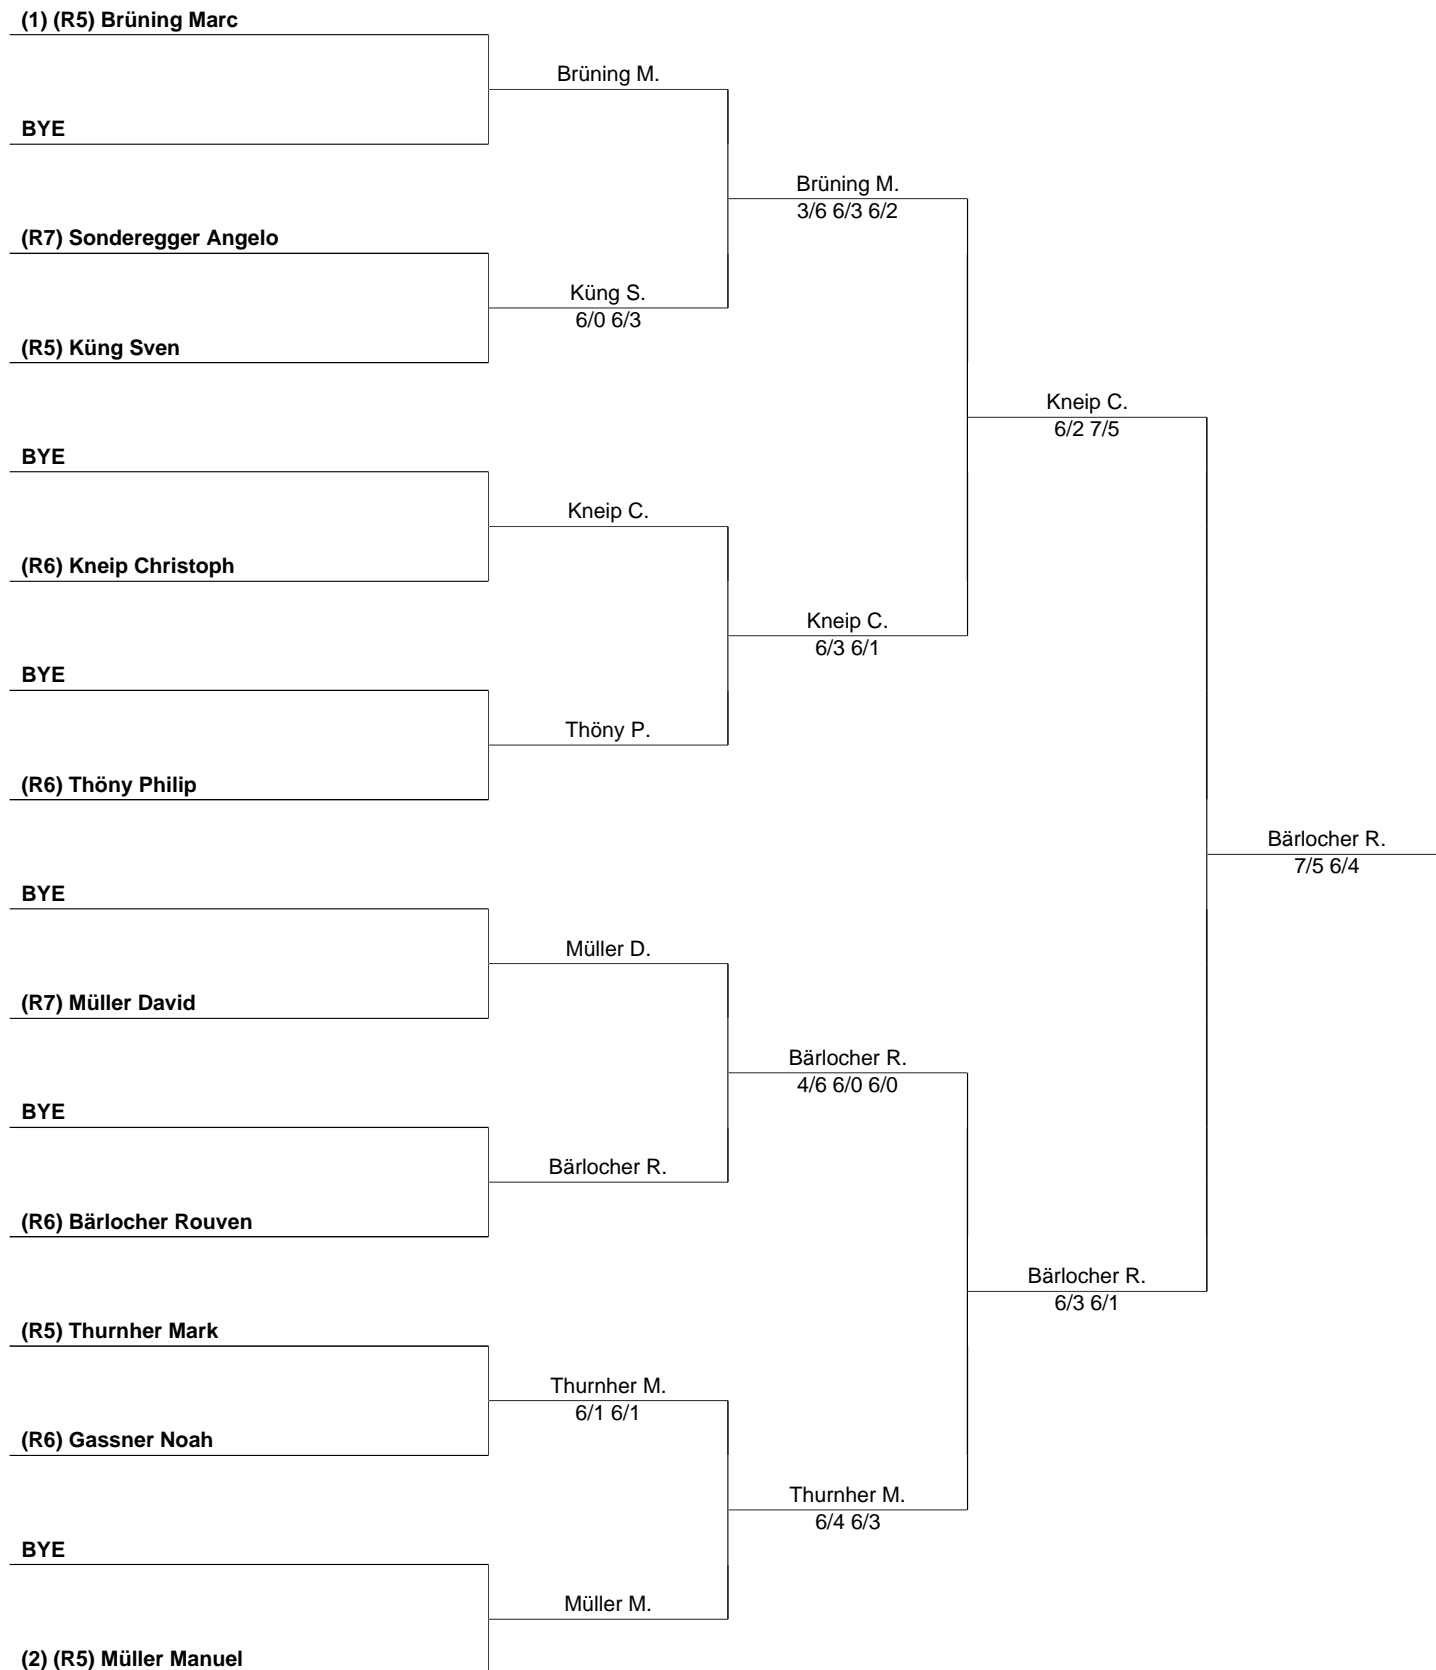 (1) (R5) Brüning Marc
Brüning M.
BYE
Brüning M.
3/6 6/3 6/2
(R7) Sonderegger Angelo
Küng S.
6/0 6/3
(R5) Küng Sven
Kneip C.
6/2 7/5
BYE
Kneip C.
(R6) Kneip Christoph
Kneip C.
6/3 6/1
BYE
Thöny P.
(R6) Thöny Philip
Bärlocher R.
7/5 6/4
BYE
Müller D.
(R7) Müller David
Bärlocher R.
4/6 6/0 6/0
BYE
Bärlocher R.
(R6) Bärlocher Rouven
Bärlocher R.
6/3 6/1
(R5) Thurnher Mark
Thurnher M.
6/1 6/1
(R6) Gassner Noah
Thurnher M.
6/4 6/3
BYE
Müller M.
(2) (R5) Müller Manuel